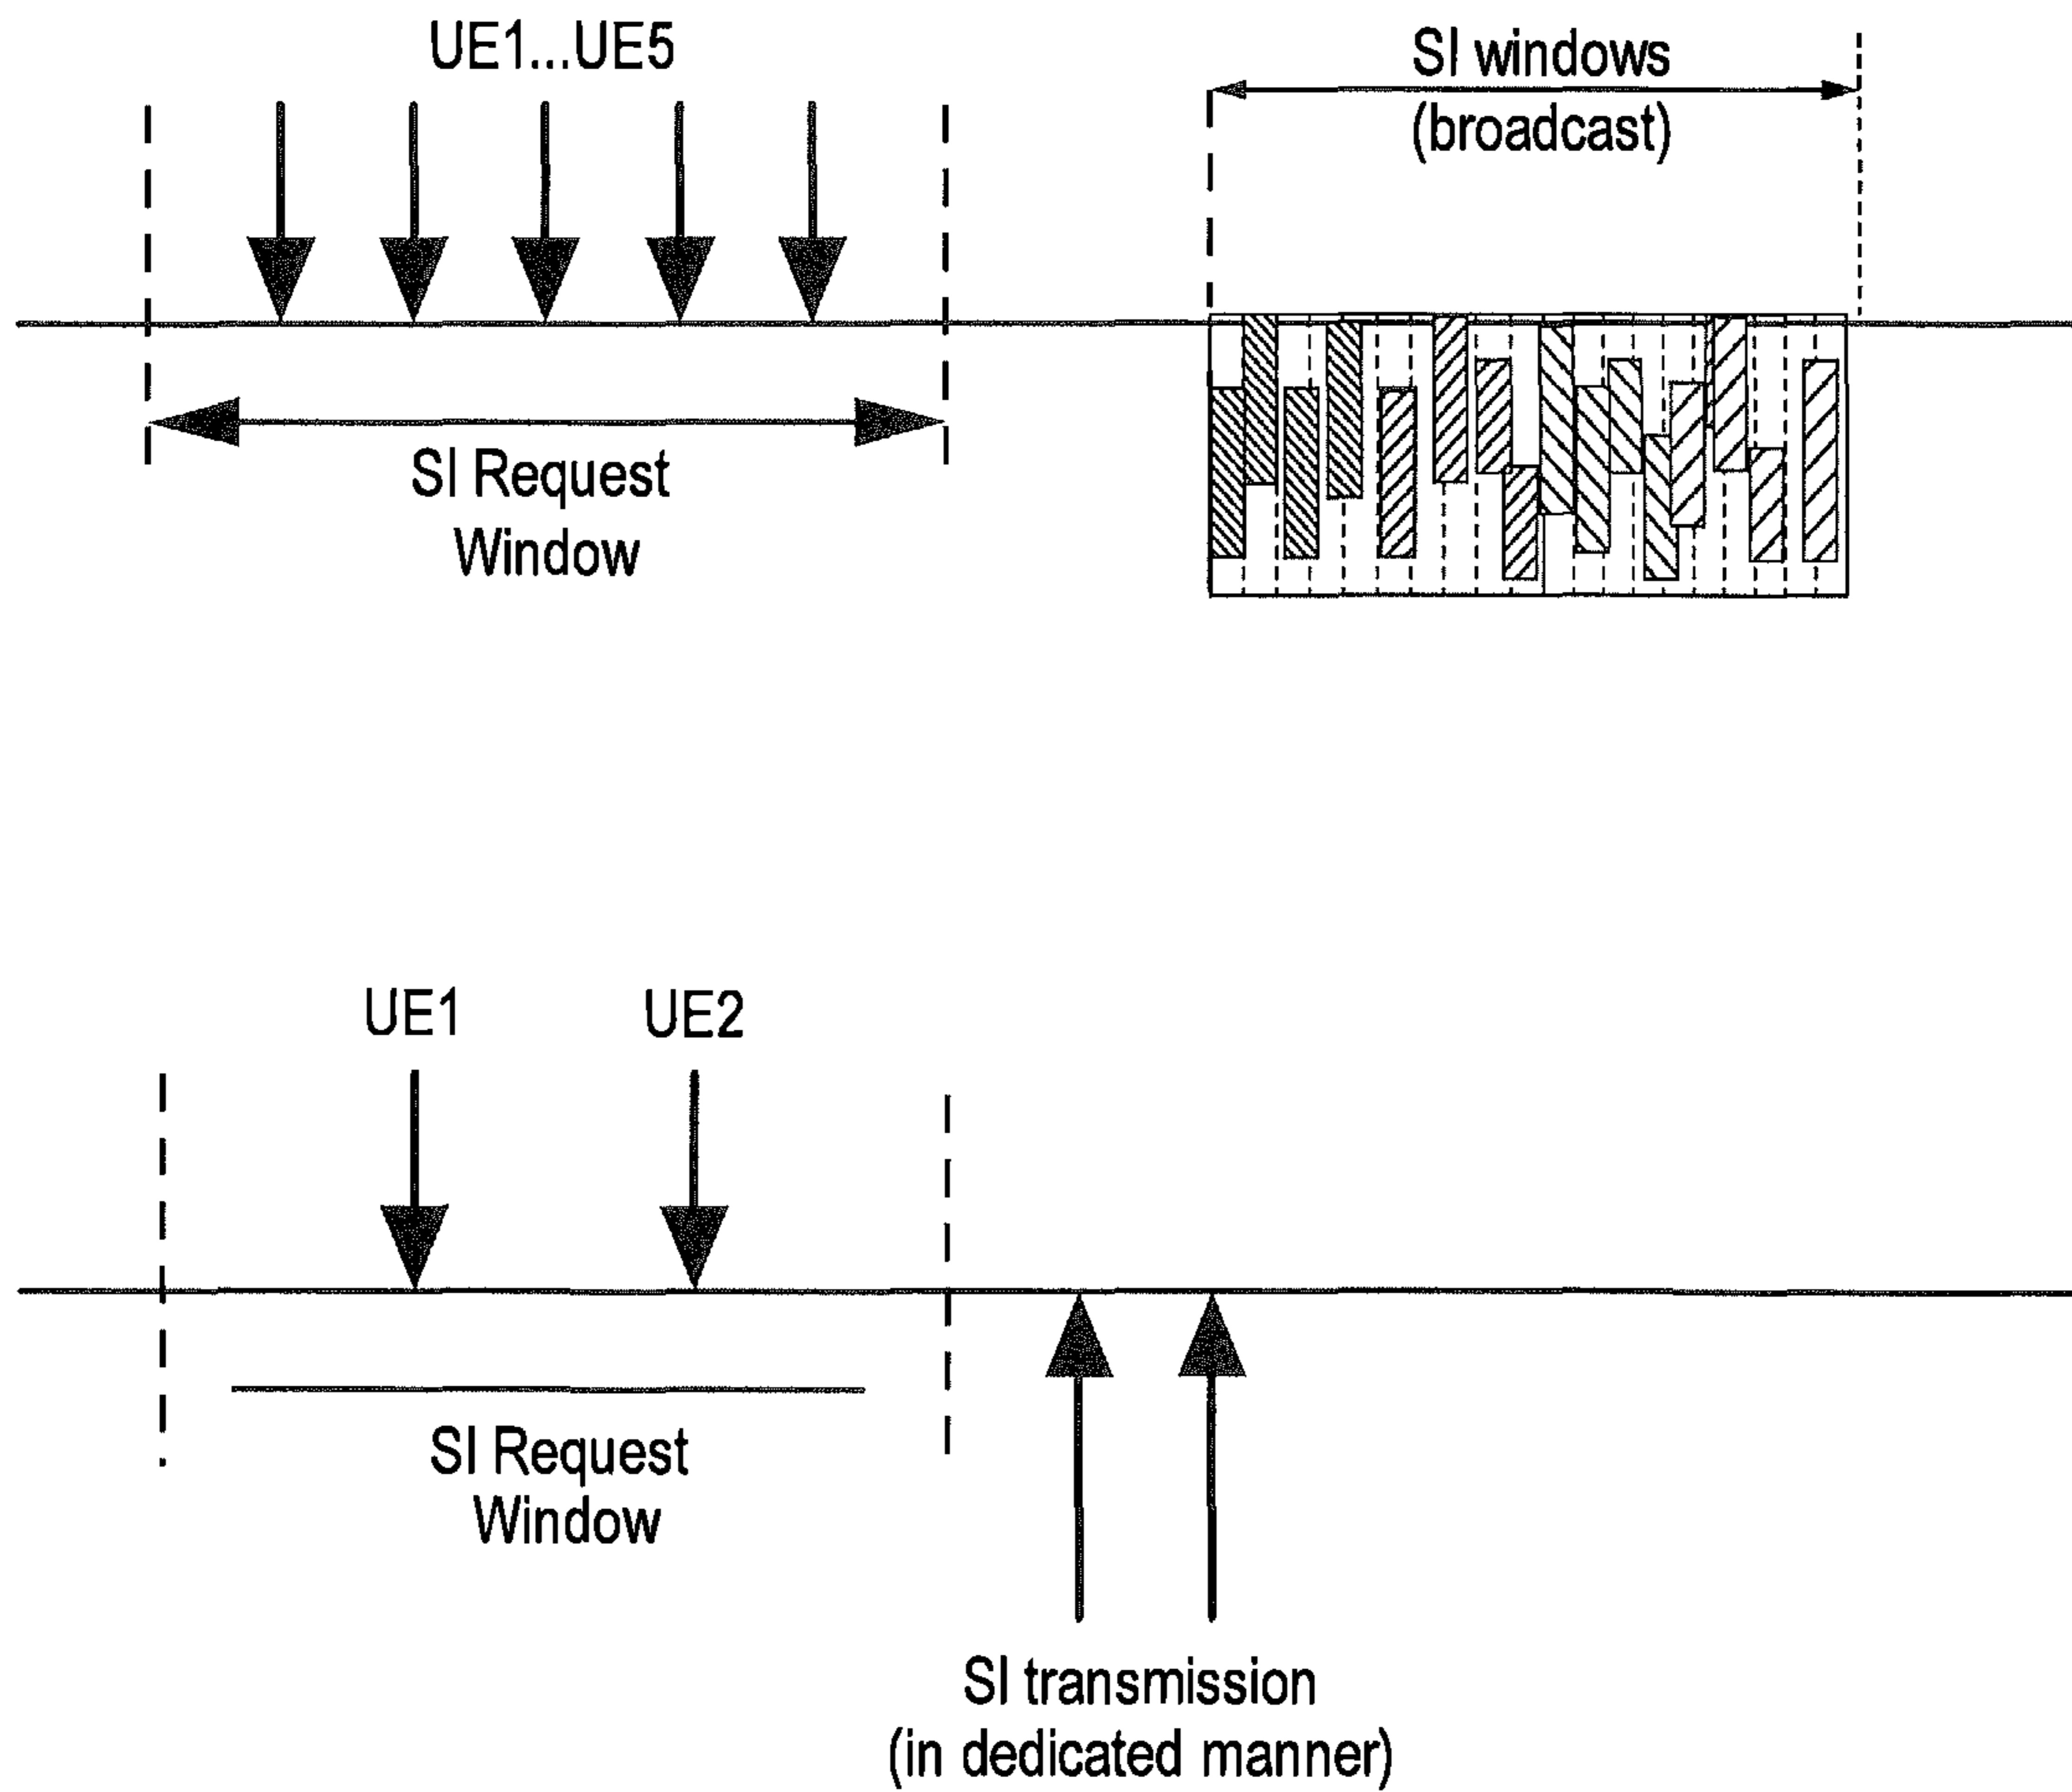 UE1...UE5
SI windows
(broadcast)
SI Request
Window
UE1
UE2
SI Request
Window
SI transmission
(in dedicated manner)